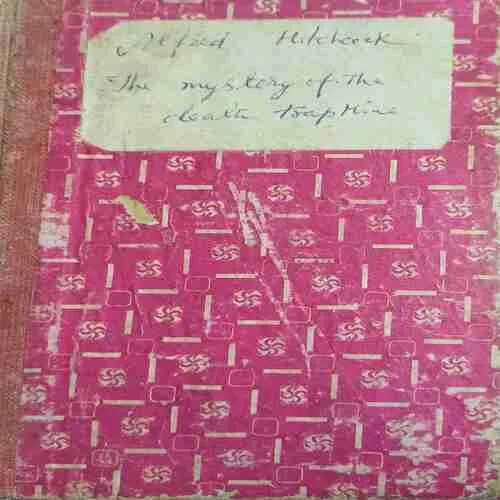 Alfred Hitchcock
The mystery of the
death trap Mine